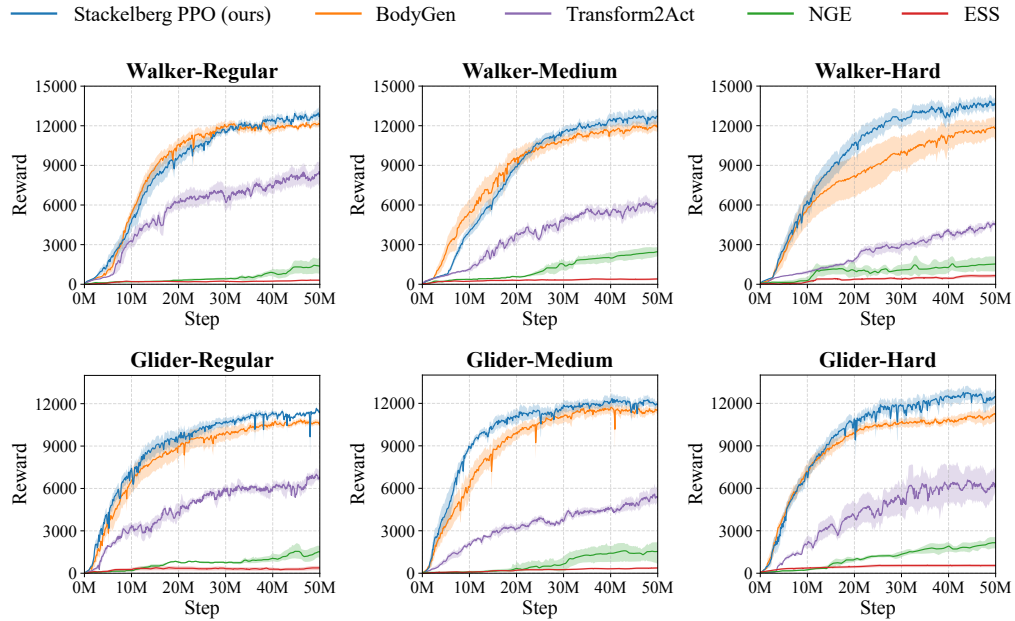 Stackelberg PPO (ours) BodyGen Transform2Act NGE ESS
Walker-Regular Walker-Medium Walker-Hard
15000 15000 15000
12000 12000 12000
9000 9000 9000
6000 6000 6000
3000 3000 3000
0 0 0
Reward Reward Reward
0M 10M 20M 30M 40M 50M 0M 10M 20M 30M 40M 50M 0M 10M 20M 30M 40M 50M
Step Step Step
Glider-Regular Glider-Medium Glider-Hard
12000 12000 12000
9000 9000 9000
6000 6000 6000
3000 3000 3000
0 0 0
Reward Reward Reward
0M 10M 20M 30M 40M 50M 0M 10M 20M 30M 40M 50M 0M 10M 20M 30M 40M 50M
Step Step Step